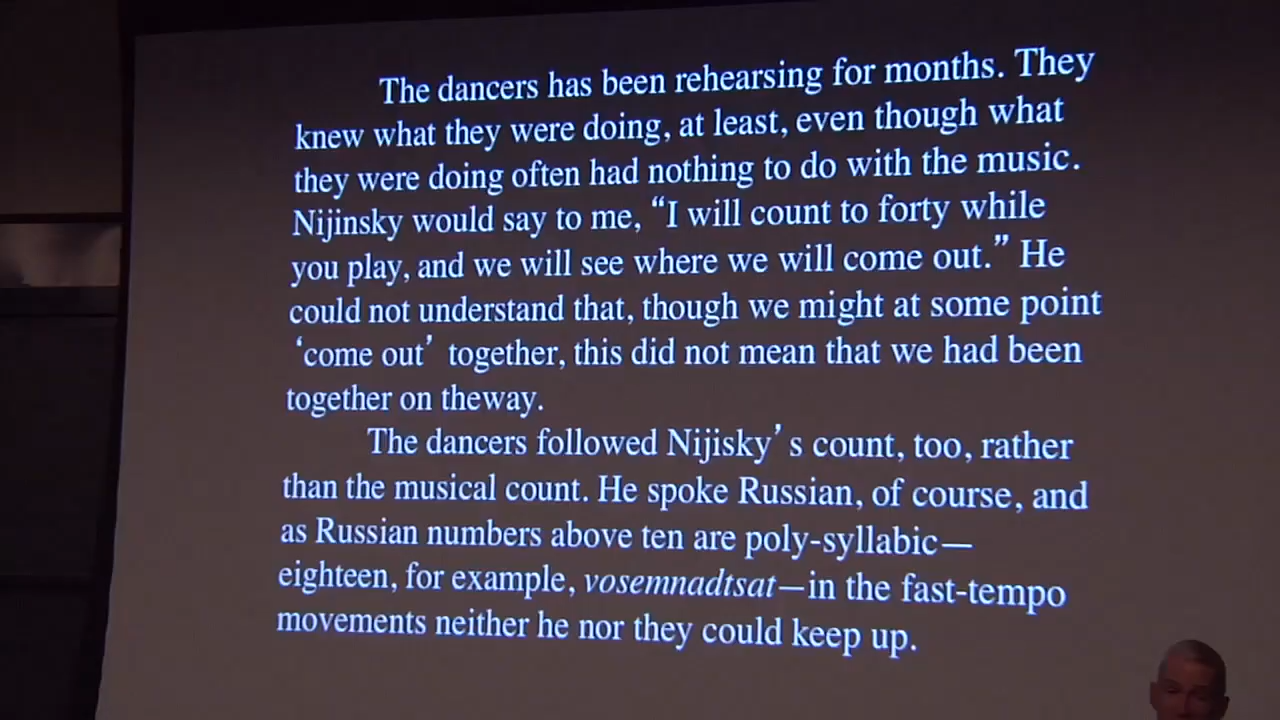 The dancers has been rehearsing for months. They
knew what they were doing, at least, even though what
they were doing often had nothing to do with the music.
Nijinsky would say to me, “I will count to forty while
you play, and we will see where we will come out.” He
could not understand that, though we might at some point
‘come out’ together, this did not mean that we had been
together on theway.
The dancers followed Nijisky’s count, too, rather
than the musical count. He spoke Russian, of course, and
as Russian numbers above ten are poly-syllabic—
eighteen, for example, vosemnadtsat—in the fast-tempo
movements neither he nor they could keep up.